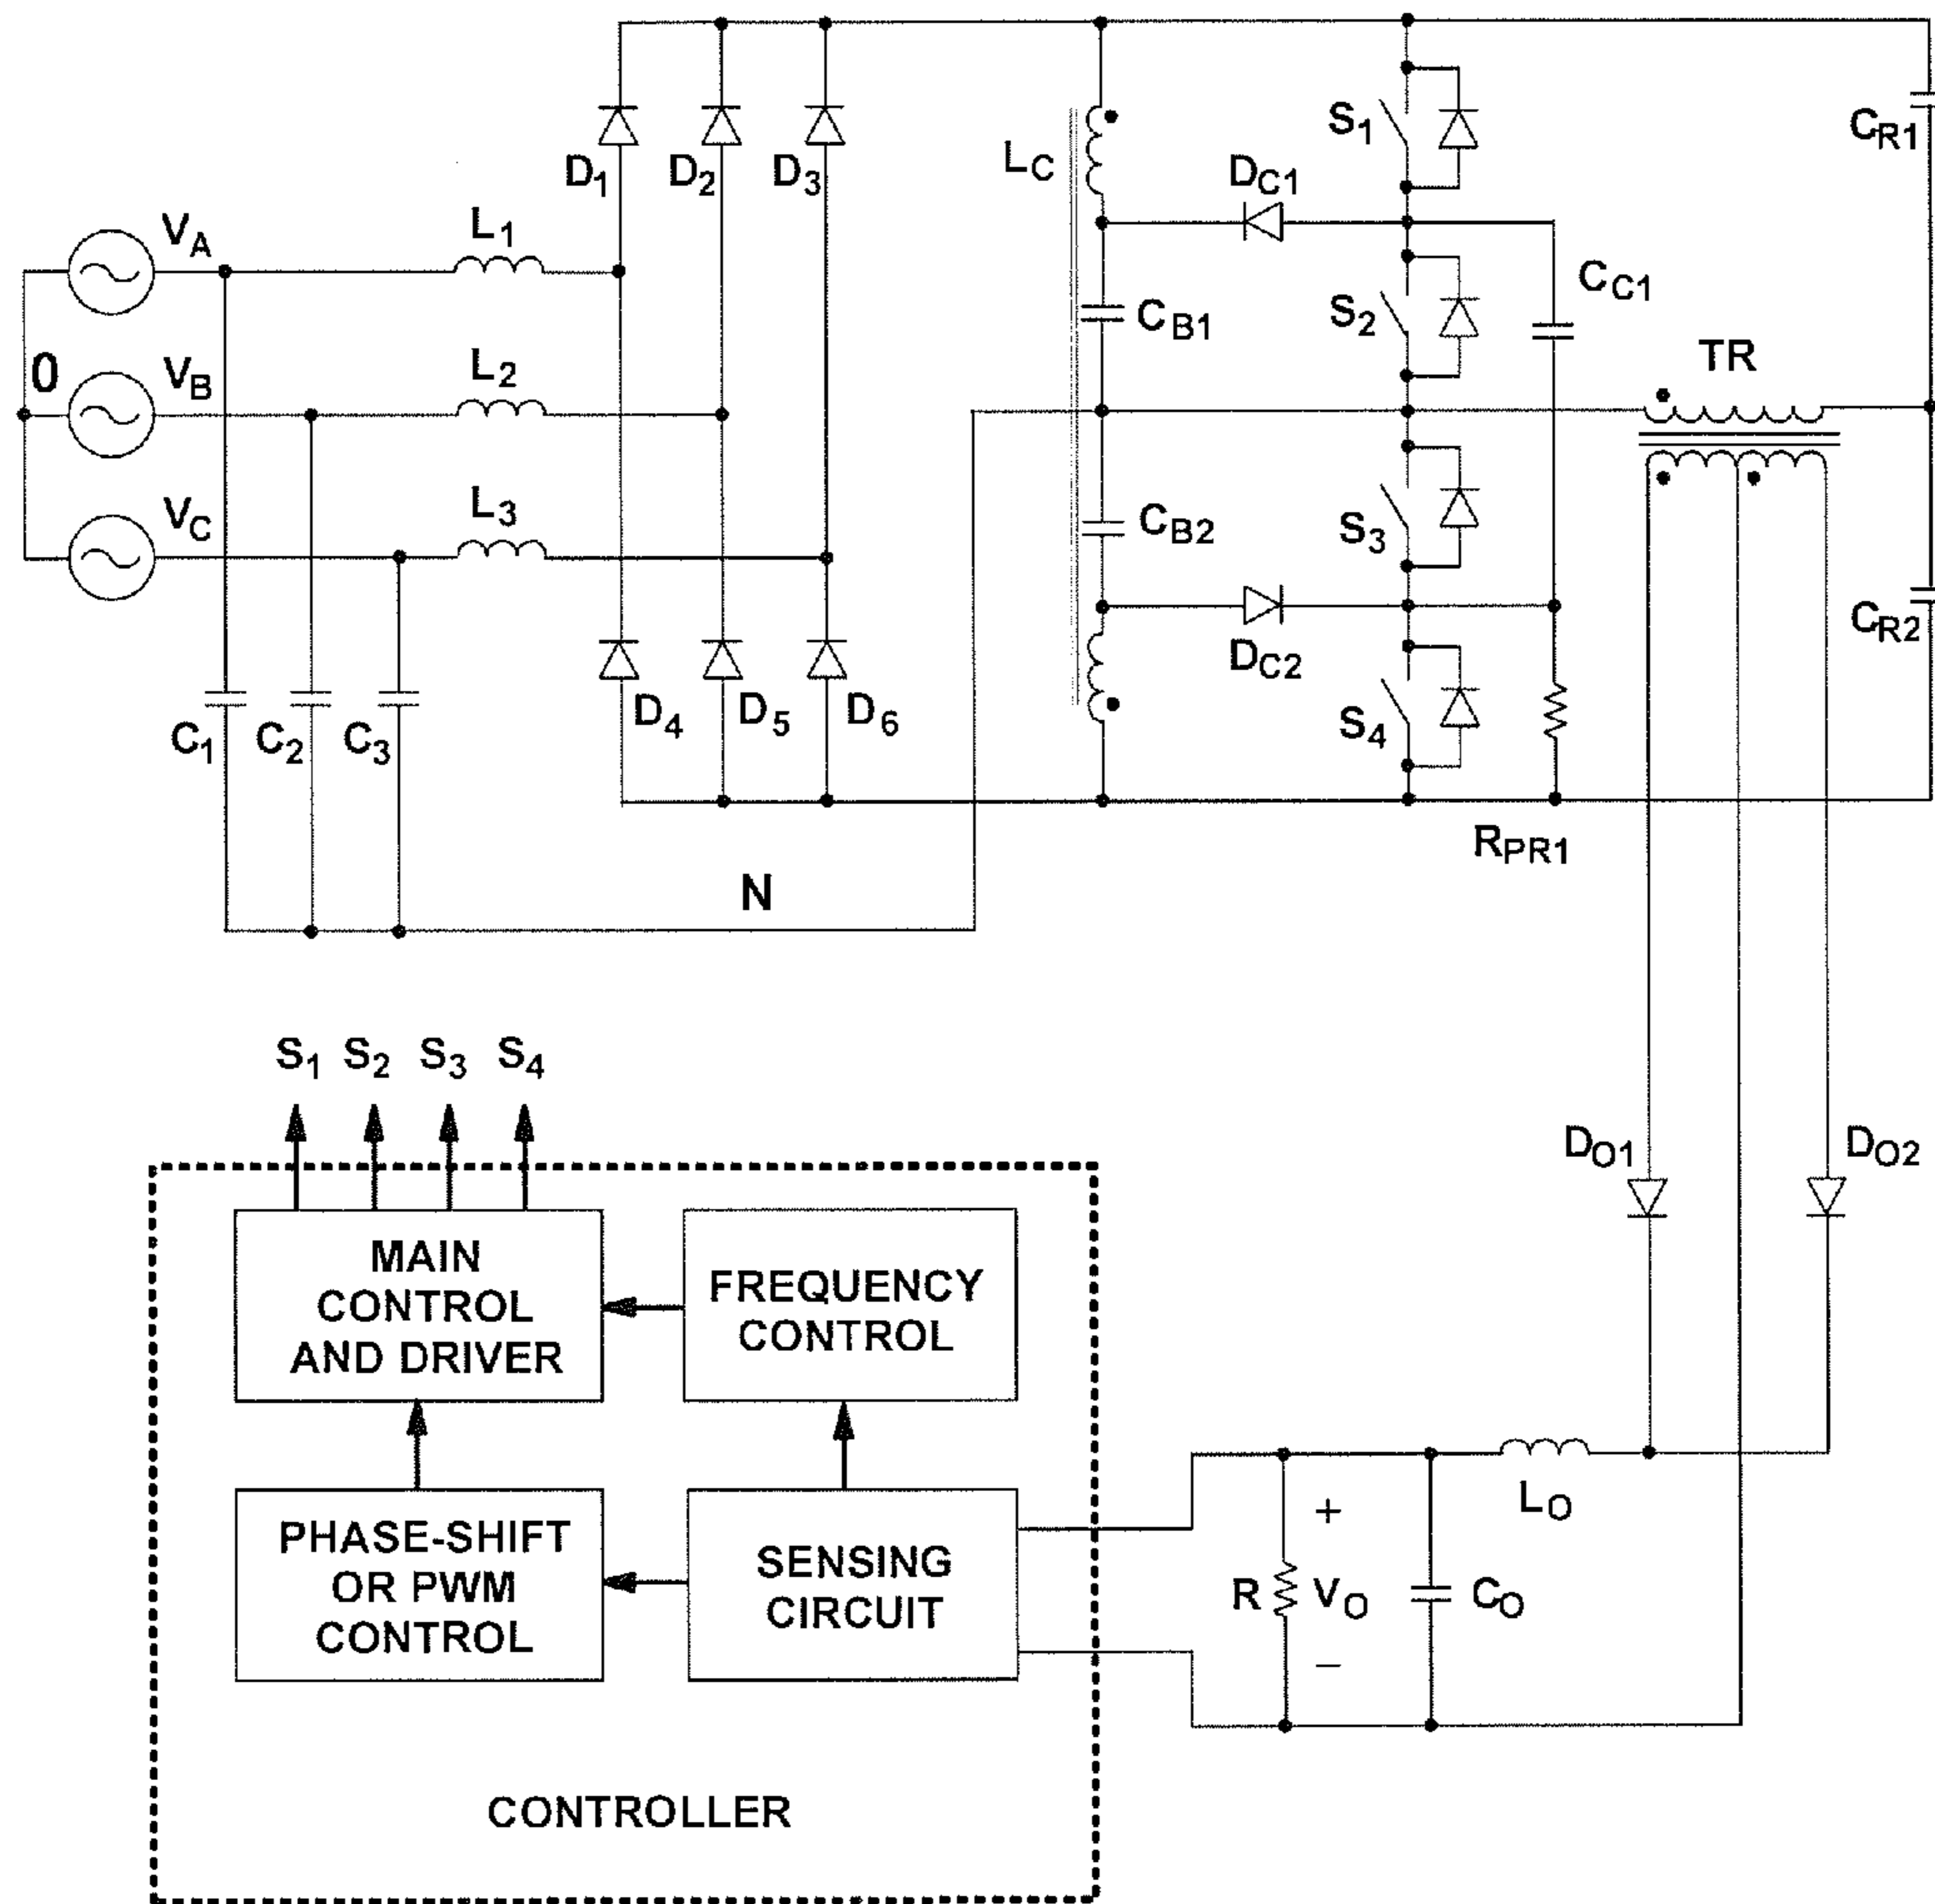 S1
CR1
LC
DC1
D1
D2
D3
VA
L1
CC1
S2
CB1
TR
0
VB
L2
VC
L3
CB2
S3
CR2
DC2
D4
D5
D6
S4
C1
C2
C3
RPR1
N
S1 S2 S3 S4
DO1
DO2
MAIN
CONTROL
AND DRIVER
FREQUENCY
CONTROL
LO
PHASE-SHIFT
OR PWM
CONTROL
SENSING
CIRCUIT
+
R
VO
CO
−
CONTROLLER